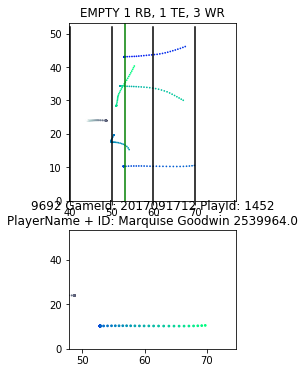 EMPTY 1 RB, 1 TE, 3 WR
50
40
30
20
10
0
40 50 60 70
9692 GameId: 2017091712 PlayId: 1452
PlayerName + ID: Marquise Goodwin 2539964.0
40
20
0
50 60 70